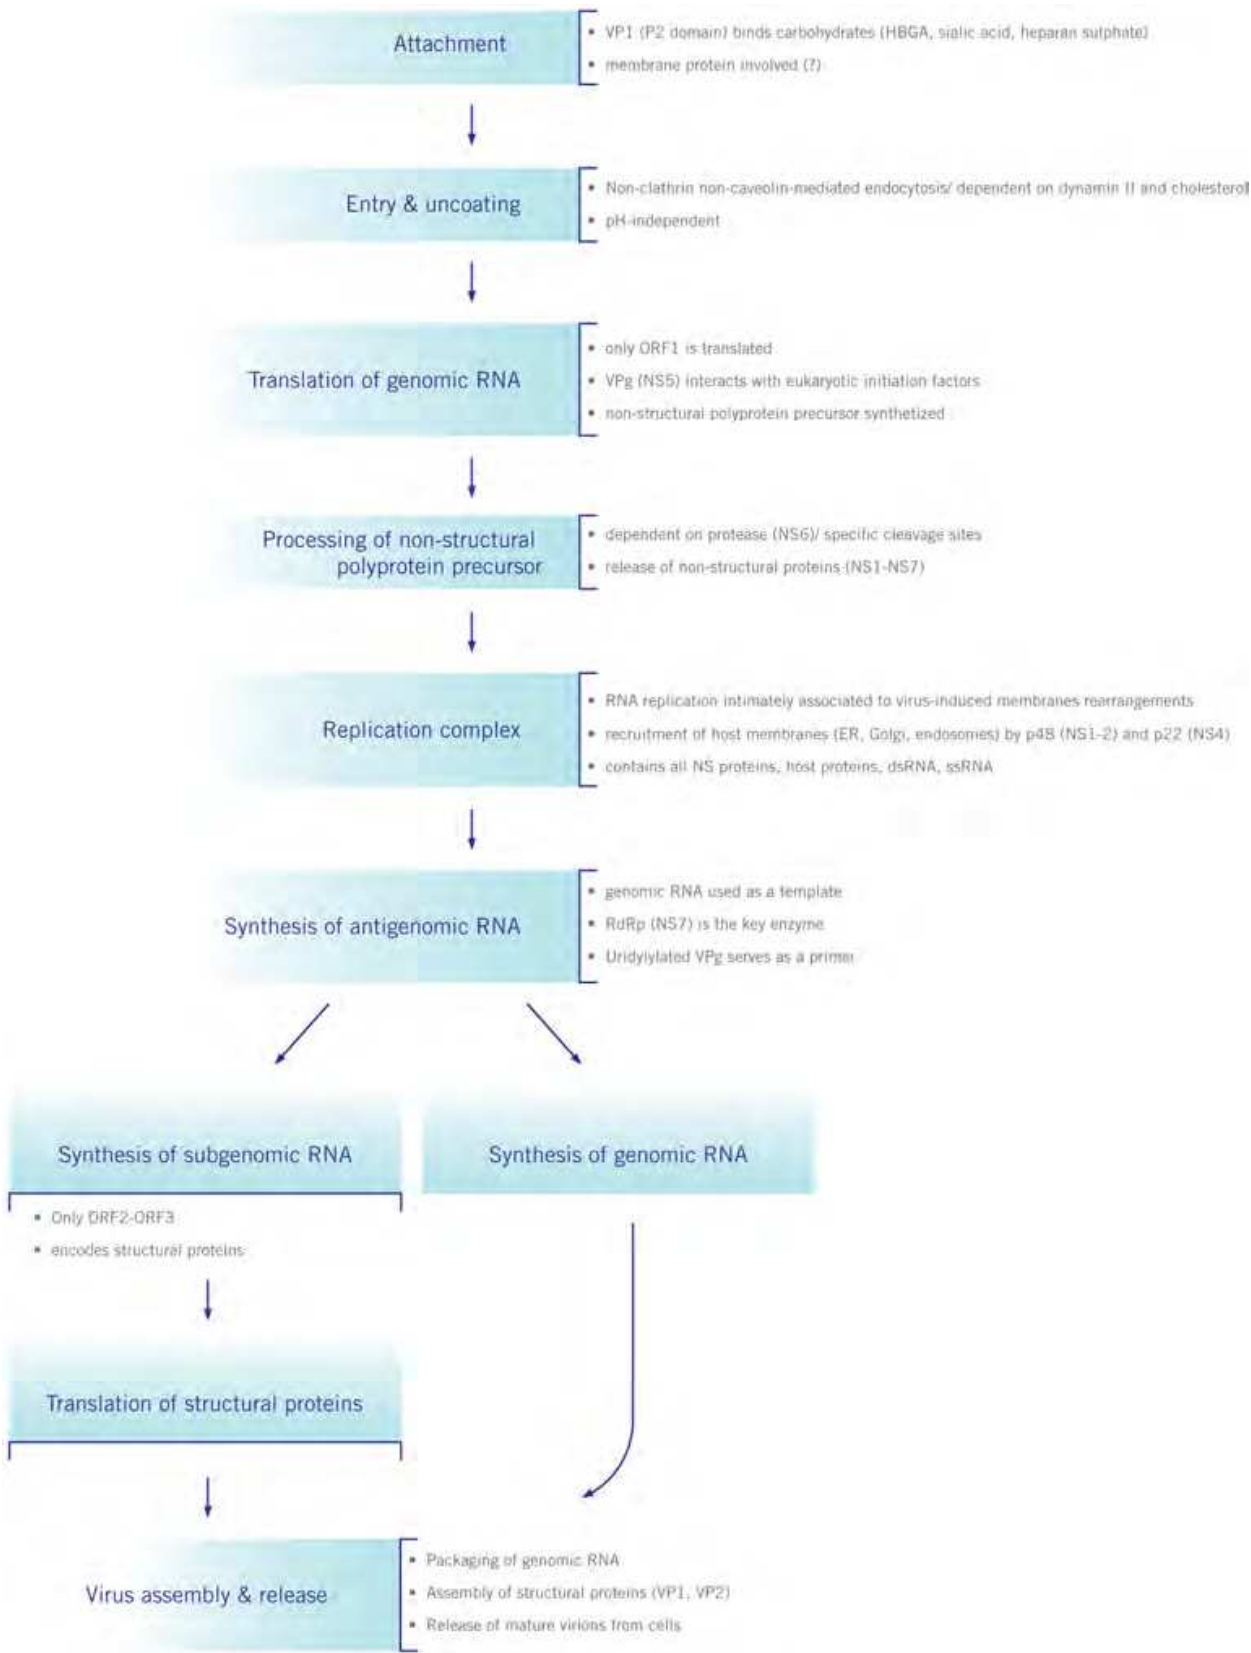 Attachment
▪ VP1 (P2 domain) binds carbohydrates (HBGA, sialic acid, heparan sulphate)
▪ membrane protein involved (?)
Entry & uncoating
▪ Non-clathrin non-caveolin-mediated endocytosis/ dependent on dynamin II and cholesterol
▪ pH-independent
Translation of genomic RNA
▪ only ORF1 is translated
▪ VPg (NS5) interacts with eukaryotic initiation factors
▪ non-structural polyprotein precursor synthetized
Processing of non-structural
polyprotein precursor
▪ dependent on protease (NS6)/ specific cleavage sites
▪ release of non-structural proteins (NS1-NS7)
Replication complex
▪ RNA replication intimately associated to virus-induced membranes rearrangements
▪ recruitment of host membranes (ER, Golgi, endosomes) by p48 (NS1-2) and p22 (NS4)
▪ contains all NS proteins, host proteins, dsRNA, ssRNA
Synthesis of antigenomic RNA
▪ genomic RNA used as a template
▪ RdRp (NS7) is the key enzyme
▪ Uridylylated VPg serves as a primer
Synthesis of subgenomic RNA
Synthesis of genomic RNA
▪ Only ORF2-ORF3
▪ encodes structural proteins
Translation of structural proteins
Virus assembly & release
▪ Packaging of genomic RNA
▪ Assembly of structural proteins (VP1, VP2)
▪ Release of mature virions from cells